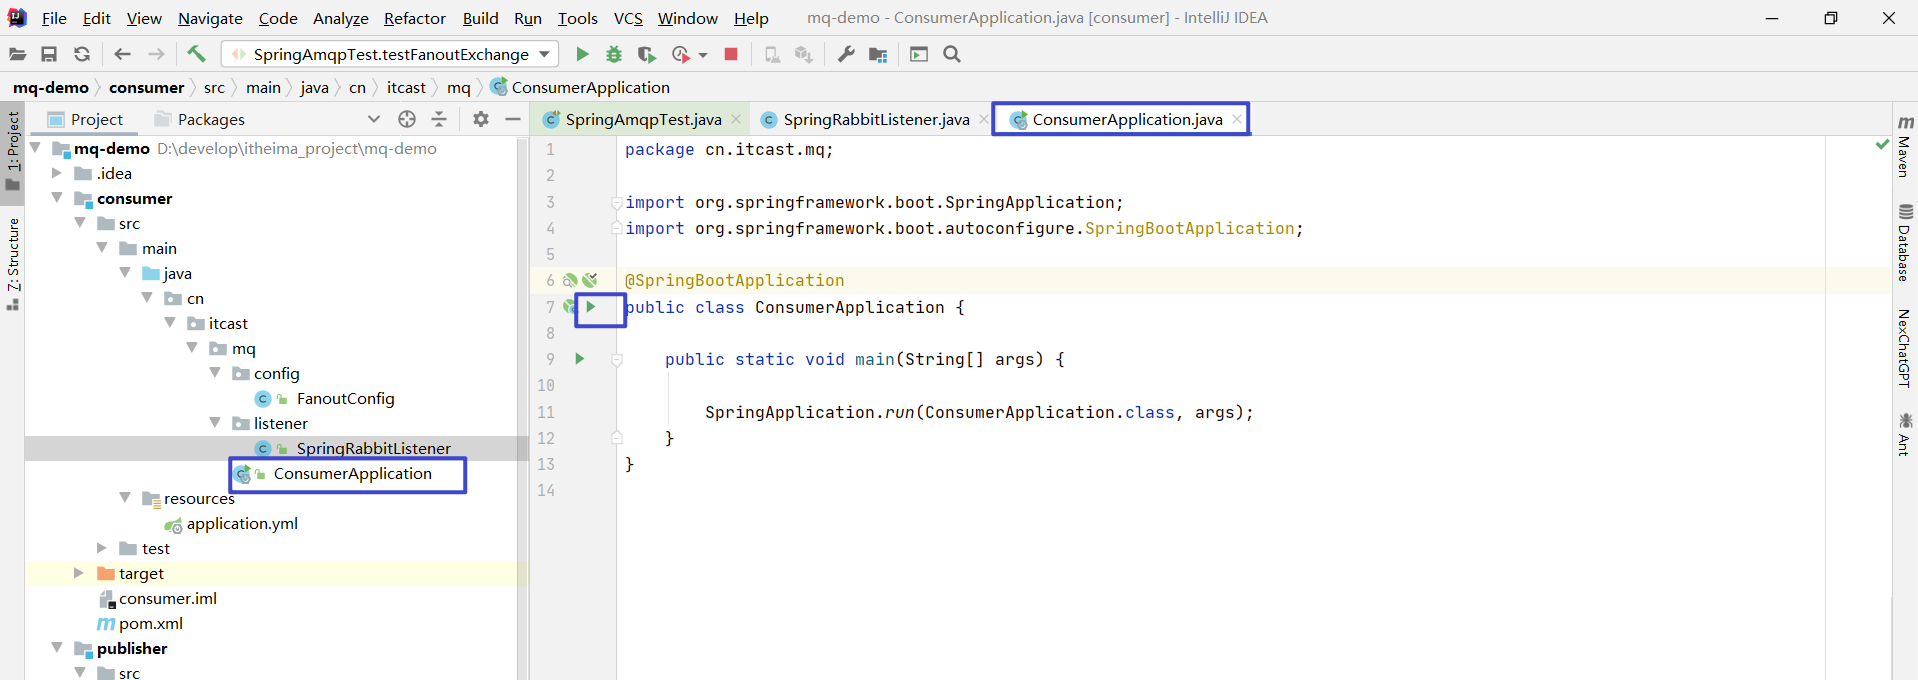 File Edit View Navigate Code Analyze Refactor Build Run Tools VCS Window Help mq-demo - ConsumerApplication.java [consumer] - IntelliJ IDEA
SpringAmqpTest.testFanoutExchange
mq-demo consumer src main java cn itcast mq ConsumerApplication
1: Project
Z: Structure
Project Packages
mq-demo D:\develop\itheima_project\mq-demo
.idea
consumer
src
main
java
cn
itcast
mq
config
FanoutConfig
listener
SpringRabbitListener
ConsumerApplication
resources
application.yml
test
target
consumer.iml
pom.xml
publisher
src
SpringAmqpTest.java SpringRabbitListener.java ConsumerApplication.java
1 package cn.itcast.mq;
2
3 import org.springframework.boot.SpringApplication;
4 import org.springframework.boot.autoconfigure.SpringBootApplication;
5
6 @SpringBootApplication
7 public class ConsumerApplication {
8
9 public static void main(String[] args) {
10
11 SpringApplication.run(ConsumerApplication.class, args);
12 }
13 }
14
Maven
Database
NexChatGPT
Ant